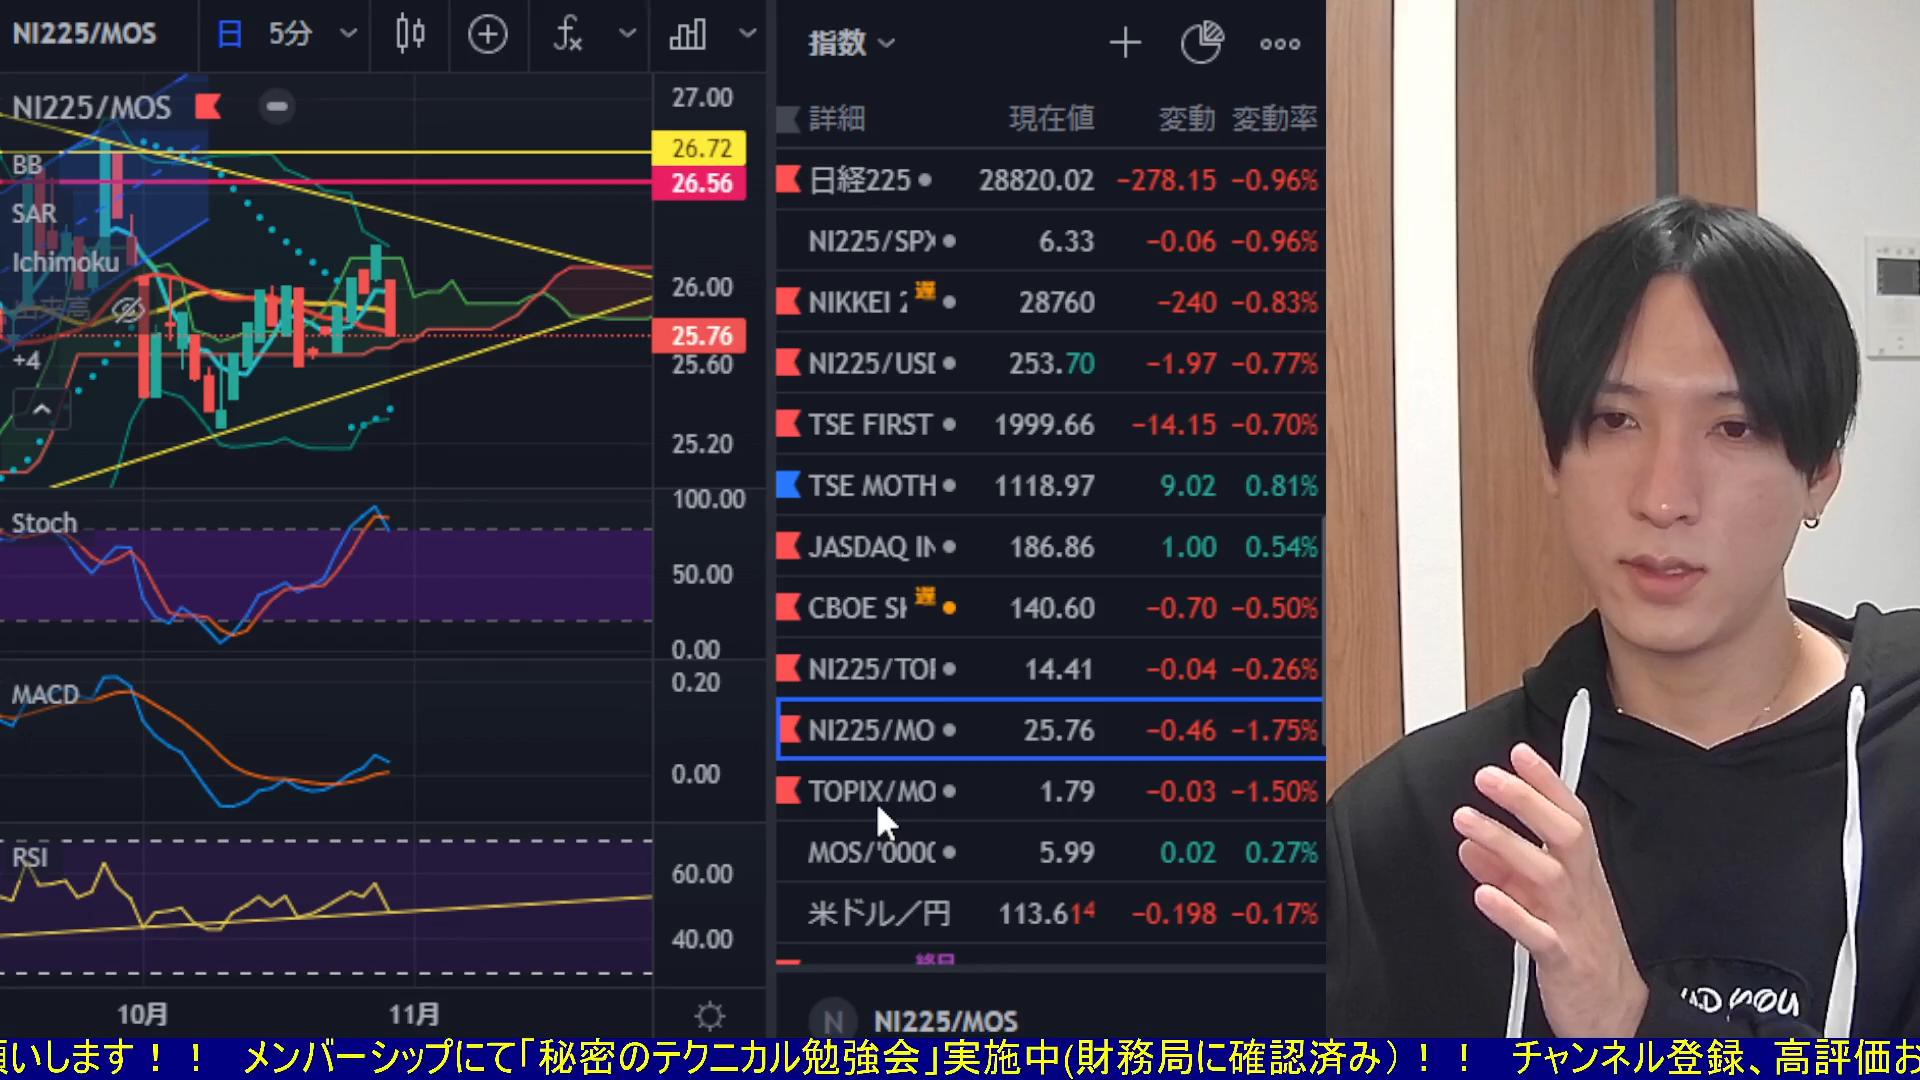 NI225/MOS
日 5分
NI225/MOS
BB
SAR
Ichimoku
出来高
+4
27.00
26.72
26.56
26.00
25.76
25.60
25.20
Stoch
100.00
50.00
0.00
MACD
0.20
0.00
RSI
60.00
40.00
10月 11月
指数
詳細 現在値 変動 変動率
日経225 28820.02 −278.15 −0.96%
NI225/SPX 6.33 −0.06 −0.96%
NIKKEI 2 遅 28760 −240 −0.83%
NI225/USD 253.70 −1.97 −0.77%
TSE FIRST 1999.66 −14.15 −0.70%
TSE MOTH 1118.97 9.02 0.81%
JASDAQ IN 186.86 1.00 0.54%
CBOE SK 遅 140.60 −0.70 −0.50%
NI225/TOP 14.41 −0.04 −0.26%
NI225/MO 25.76 −0.46 −1.75%
TOPIX/MO 1.79 −0.03 −1.50%
MOS/'000( 5.99 0.02 0.27%
米ドル／円 113.614 −0.198 −0.17%
N NI225/MOS
願いします！！ メンバーシップにて「秘密のテクニカル勉強会」実施中(財務局に確認済み）！！ チャンネル登録、高評価お